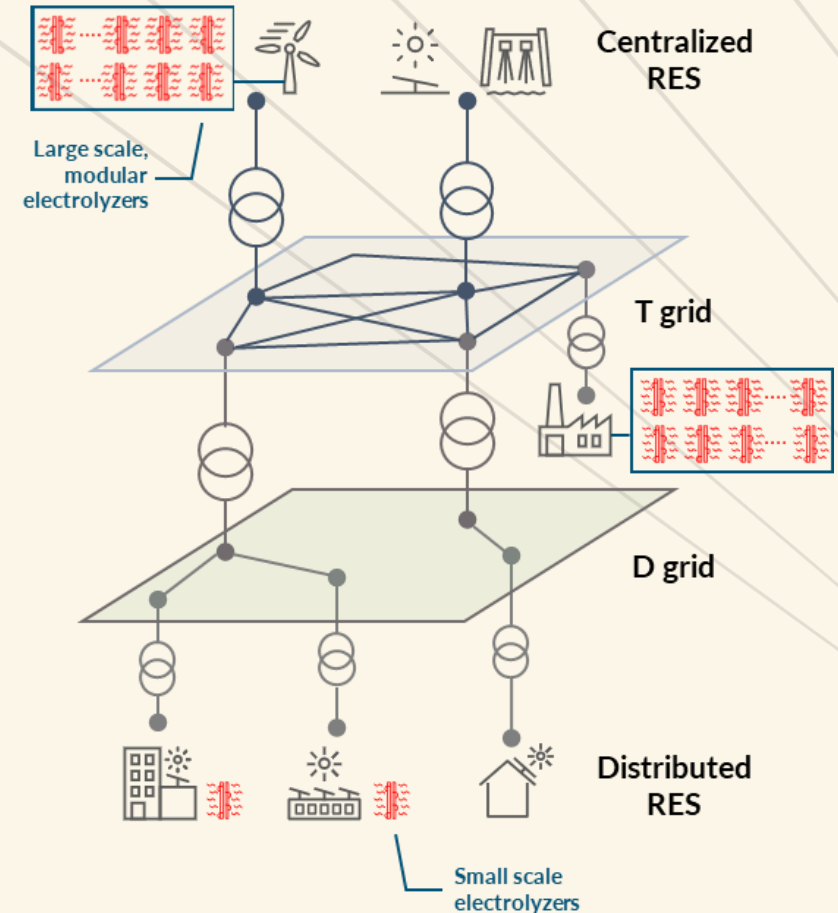 Centralized
RES
Large scale,
modular
electrolyzers
T grid
D grid
Distributed
RES
Small scale
electrolyzers